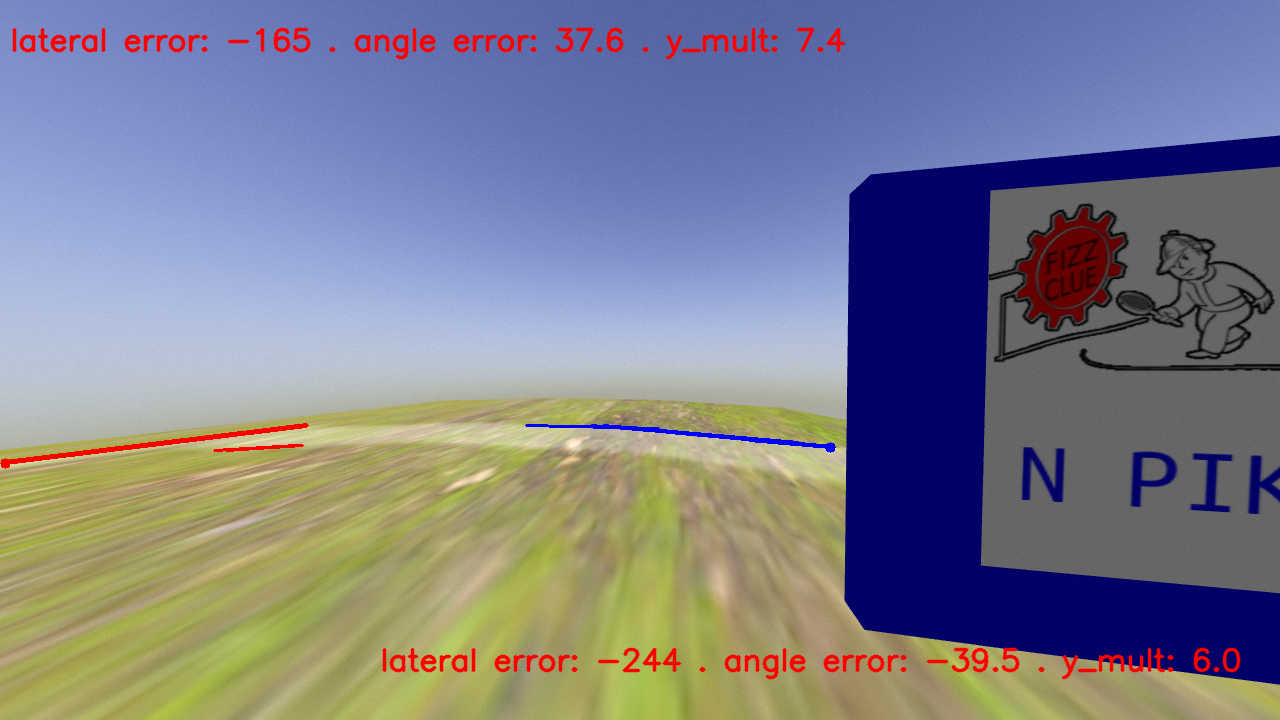 lateral error: -165 . angle error: 37.6 . y_mult: 7.4
FIZZ
CLUE
N PIK
lateral error: -244 . angle error: -39.5 . y_mult: 6.0